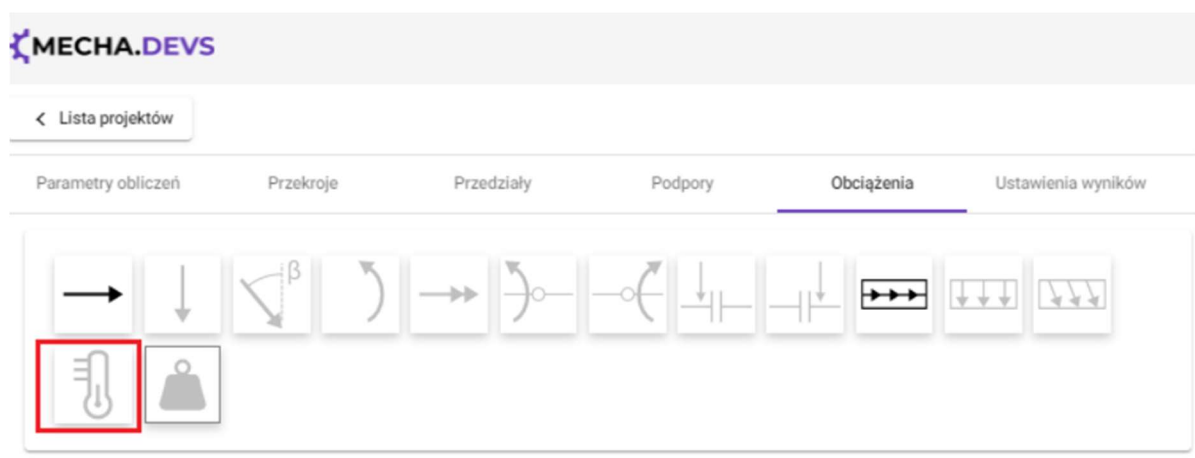 MECHA.DEVS
Lista projektów
Parametry obliczeń Przekroje Przedziały Podpory Obciążenia Ustawienia wyników
β